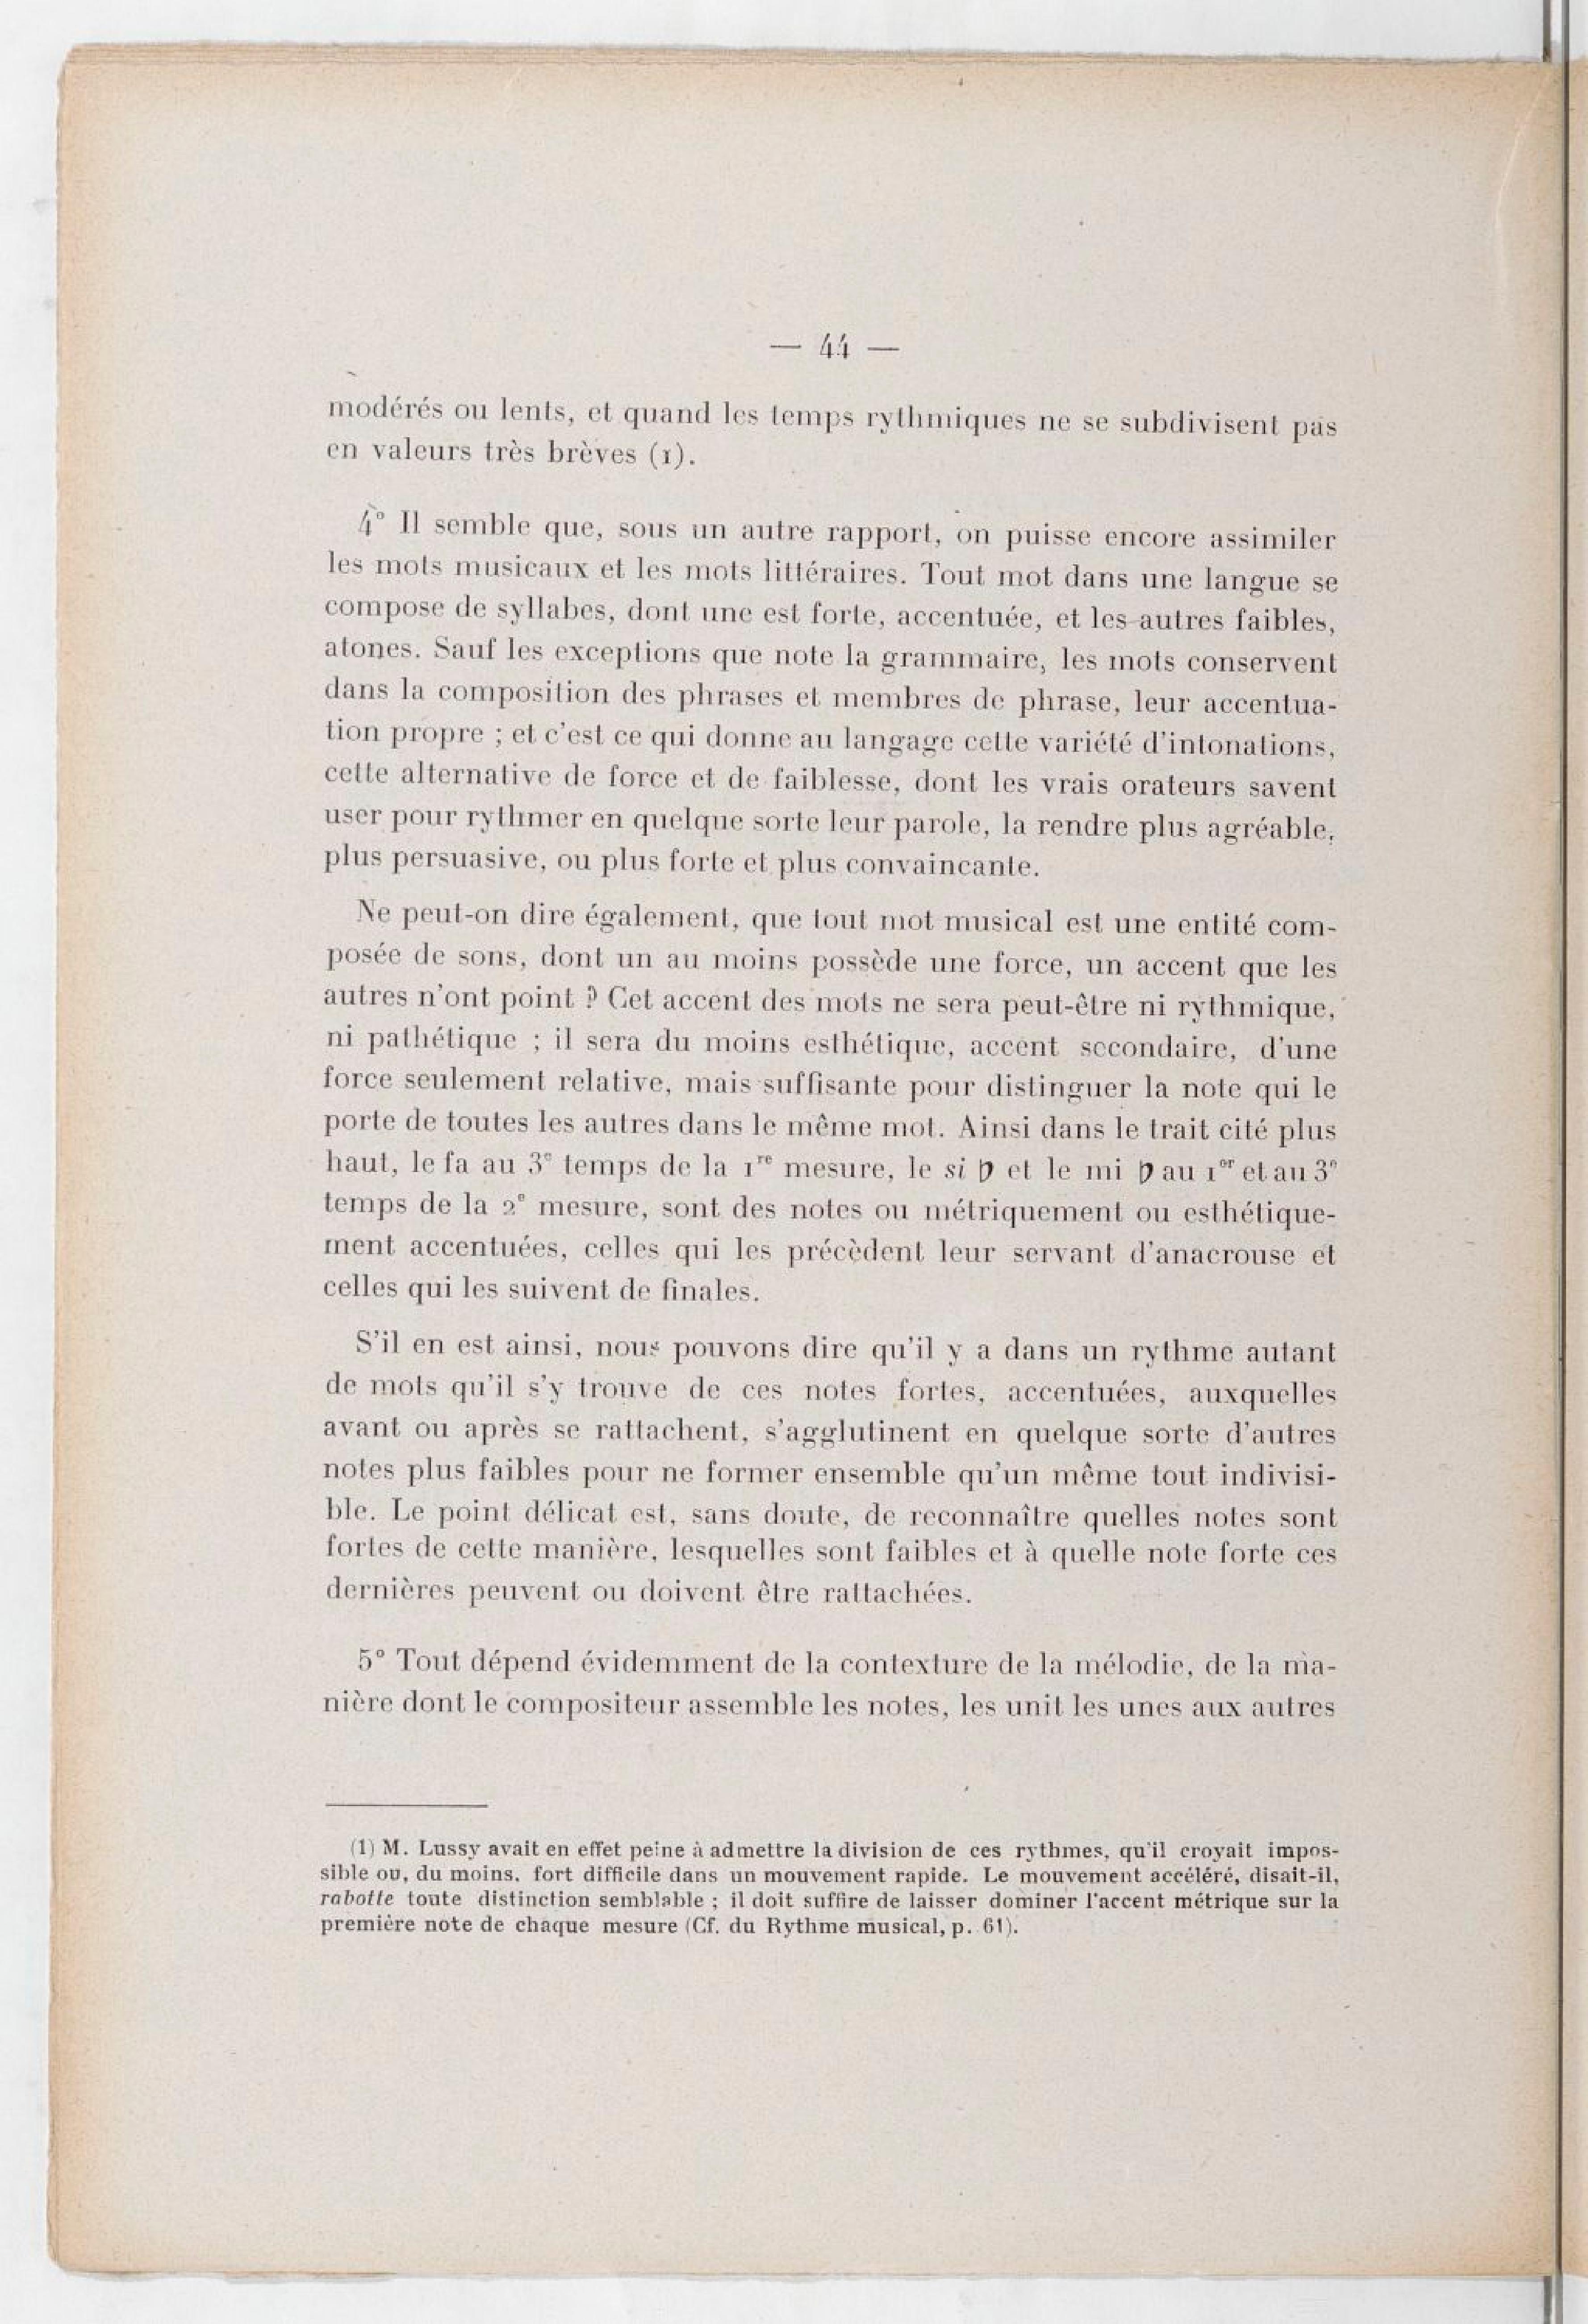 — 44 —
modérés ou lents, et quand les temps rythmiques ne se subdivisent pas
en valeurs très brèves (1).
4° Il semble que, sous un autre rapport, on puisse encore assimiler
les mots musicaux et les mots littéraires. Tout mot dans une langue se
compose de syllabes, dont une est forte, accentuée, et les autres faibles,
atones. Sauf les exceptions que note la grammaire, les mots conservent
dans la composition des phrases et membres de phrase, leur accentua-
tion propre ; et c'est ce qui donne au langage cette variété d'intonations,
cette alternative de force et de faiblesse, dont les vrais orateurs savent
user pour rythmer en quelque sorte leur parole, la rendre plus agréable,
plus persuasive, ou plus forte et plus convaincante.
Ne peut-on dire également, que tout mot musical est une entité com-
posée de sons, dont un au moins possède une force, un accent que les
autres n'ont point ? Cet accent des mots ne sera peut-être ni rythmique,
ni pathétique ; il sera du moins esthétique, accent secondaire, d'une
force seulement relative, mais suffisante pour distinguer la note qui le
porte de toutes les autres dans le même mot. Ainsi dans le trait cité plus
haut, le fa au 3e temps de la 1re mesure, le si ♭ et le mi ♭ au 1er et au 3e
temps de la 2e mesure, sont des notes ou métriquement ou esthétique-
ment accentuées, celles qui les précèdent leur servant d'anacrouse et
celles qui les suivent de finales.
S'il en est ainsi, nous pouvons dire qu'il y a dans un rythme autant
de mots qu'il s'y trouve de ces notes fortes, accentuées, auxquelles
avant ou après se rattachent, s'agglutinent en quelque sorte d'autres
notes plus faibles pour ne former ensemble qu'un même tout indivisi-
ble. Le point délicat est, sans doute, de reconnaître quelles notes sont
fortes de cette manière, lesquelles sont faibles et à quelle note forte ces
dernières peuvent ou doivent être rattachées.
5° Tout dépend évidemment de la contexture de la mélodie, de la ma-
nière dont le compositeur assemble les notes, les unit les unes aux autres
(1) M. Lussy avait en effet peine à admettre la division de ces rythmes, qu'il croyait impos-
sible ou, du moins, fort difficile dans un mouvement rapide. Le mouvement accéléré, disait-il,
rabotte toute distinction semblable ; il doit suffire de laisser dominer l'accent métrique sur la
première note de chaque mesure (Cf. du Rythme musical, p. 61).